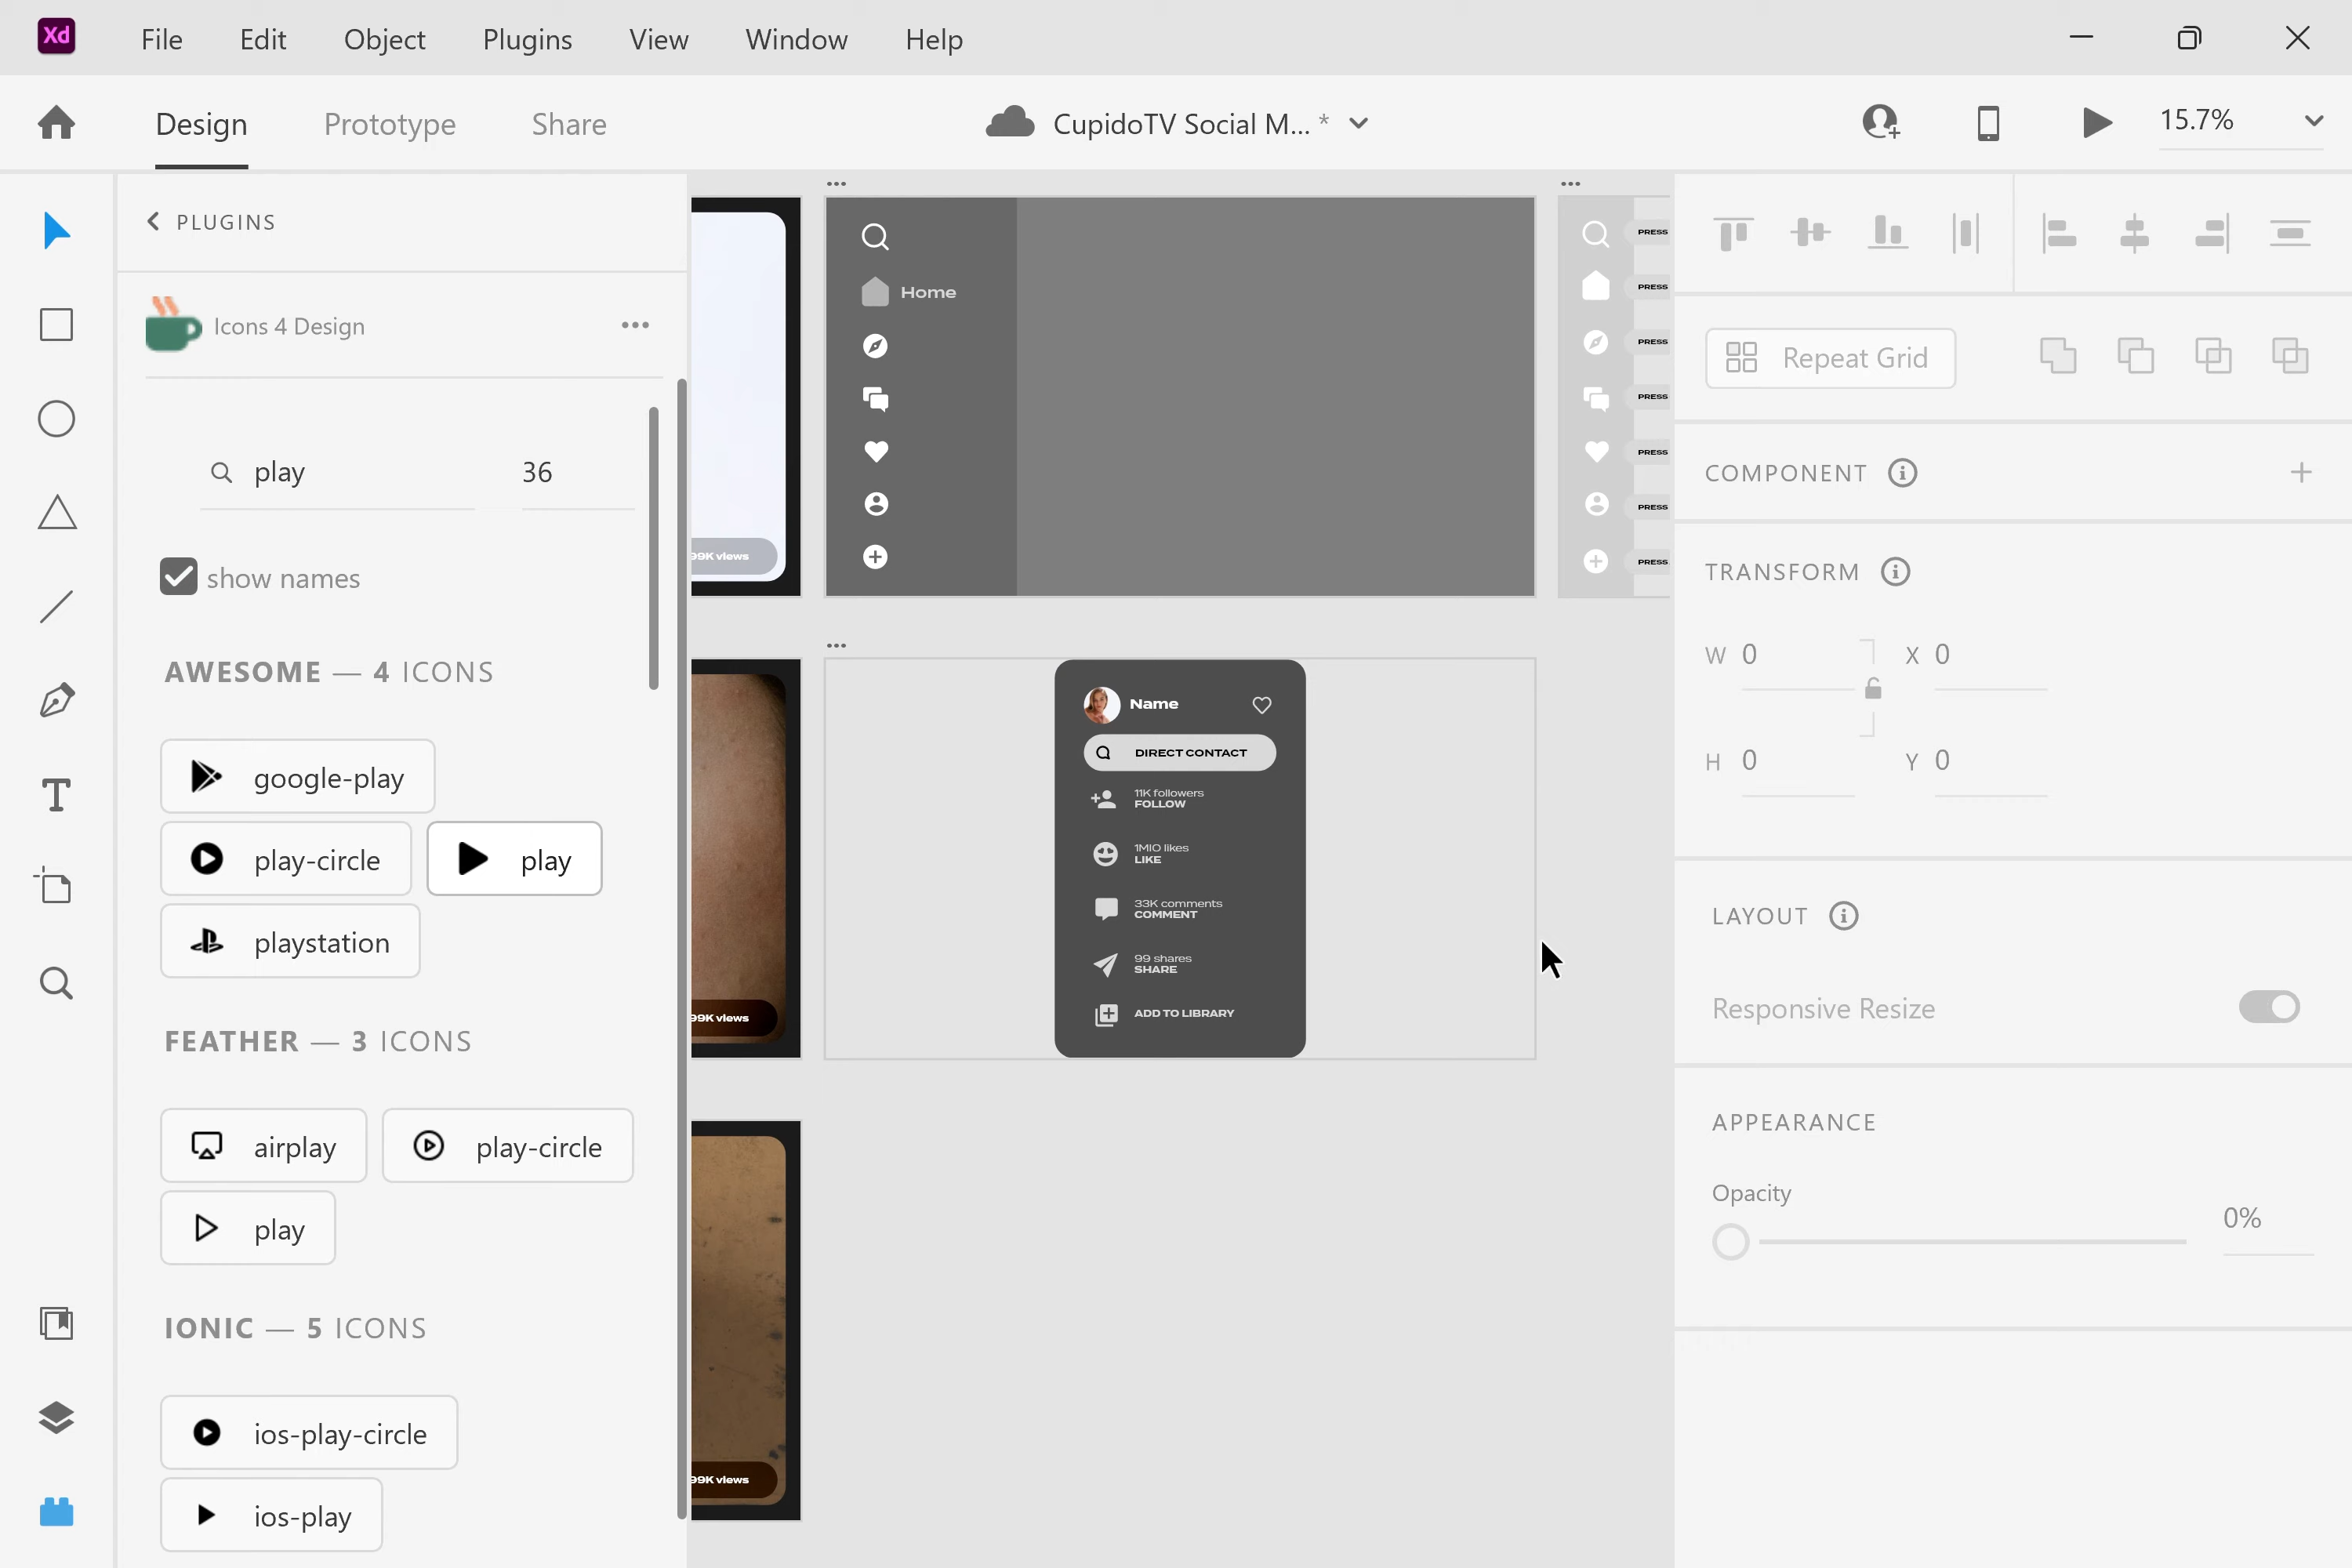 Xd File Edit Object Plugins View Window Help
Design Prototype Share CupidoTV Social M... * 15.7%
PLUGINS
Icons 4 Design
play 36
show names
AWESOME — 4 ICONS
google-play
play-circle play
playstation
FEATHER — 3 ICONS
airplay play-circle
play
IONIC — 5 ICONS
ios-play-circle
ios-play
99K views
Home
PRESS
PRESS
PRESS
PRESS
PRESS
PRESS
PRESS
99K views
Name
DIRECT CONTACT
11K followers
FOLLOW
1MIO likes
LIKE
33K comments
COMMENT
99 shares
SHARE
ADD TO LIBRARY
99K views
Repeat Grid
COMPONENT
TRANSFORM
W 0 X 0
H 0 Y 0
LAYOUT
Responsive Resize
APPEARANCE
Opacity
0%